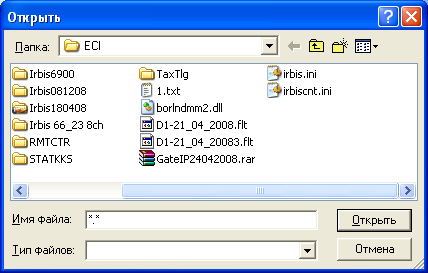 Открыть
Папка: ECI
Irbis6900
Irbis081208
Irbis180408
Irbis 66_23 8ch
RMTCTR
STATKKS
TaxTlg
1.txt
borlndmm2.dll
D1-21_04_2008.flt
D1-21_04_20083.flt
GateIP24042008.rar
irbis.ini
irbiscnt.ini
Имя файла: *.* Открыть
Тип файлов: Отмена